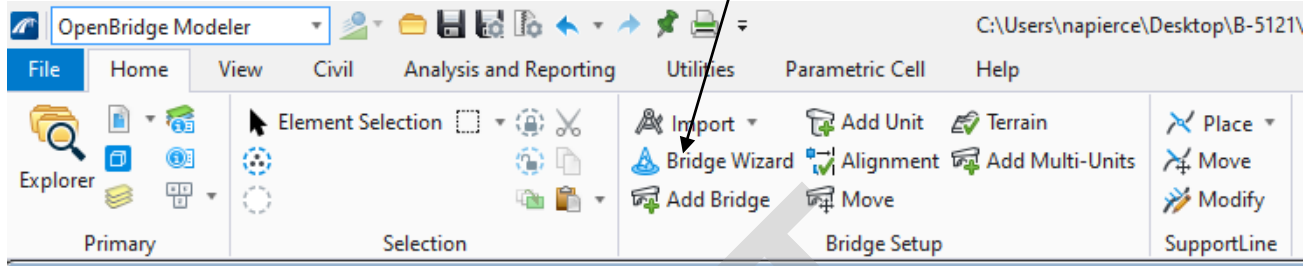 OpenBridge Modeler C:\Users\napierce\Desktop\B-5121\
File Home View Civil Analysis and Reporting Utilities Parametric Cell Help
Element Selection Import Add Unit Terrain Place
Explorer Bridge Wizard Alignment Add Multi-Units Move
Add Bridge Move Modify
Primary Selection Bridge Setup SupportLine